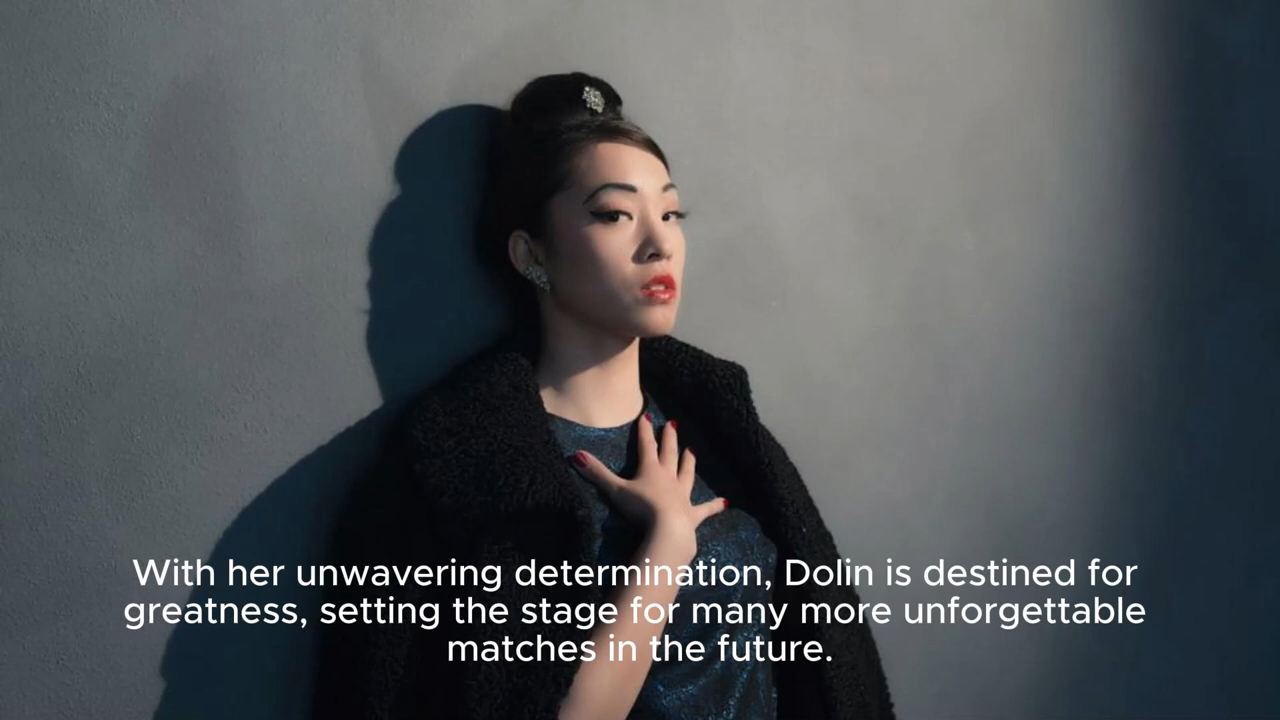 With her unwavering determination, Dolin is destined for
greatness, setting the stage for many more unforgettable
matches in the future.